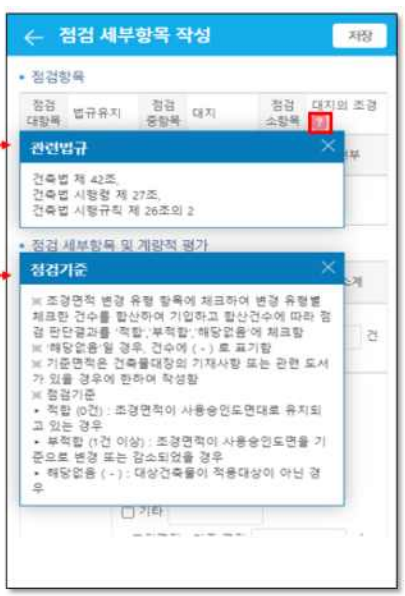 ← 점검 세부항목 작성 저장
• 점검항목
점검 대항목 법규유지 점검 중항목 대지 점검 소항목 대지의 조경 ?
관련법규 ×
부
건축법 제 42조,
건축법 시행령 제 27조,
건축법 시행규칙 제 26조의 2
• 점검 세부항목 및 계량적 평가
점검기준 ×
소계
※ 조경면적 변경 유형 항목에 체크하여 변경 유형별
체크한 건수를 합산하여 기입하고 합산건수에 따라 점
검 판단결과를 '적합','부적합','해당없음'에 체크함
건
※ '해당없음'일 경우, 건수에 ( - ) 로 표기함
※ 기준면적은 건축물대장의 기재사항 또는 관련 도서
가 있을 경우에 한하여 작성함
※ 점검기준
• 적합 (0건) : 조경면적이 사용승인도면대로 유지되
고 있는 경우
• 부적합 (1건 이상) : 조경면적이 사용승인도면을 기
준으로 변경 또는 감소되었을 경우
• 해당없음 ( - ) : 대상건축물이 적용대상이 아닌 경
우
기타